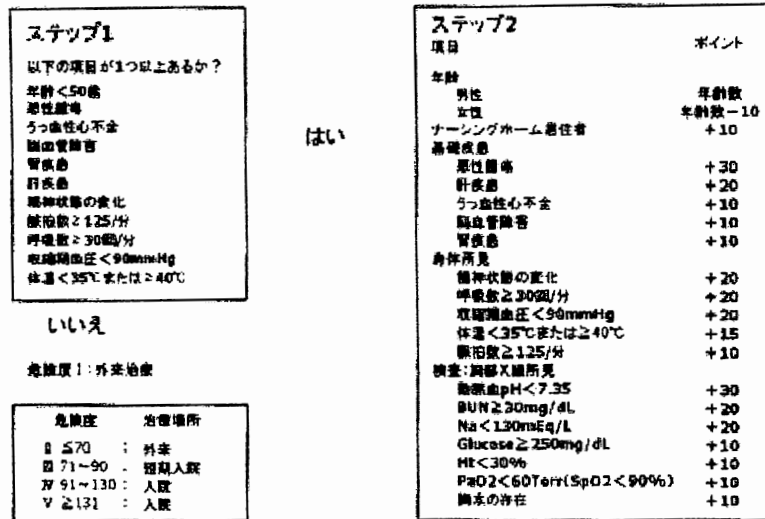 ステップ1
以下の項目が1つ以上あるか？
年齢<50歳
悪性腫瘍
うっ血性心不全
脳血管障害
腎疾患
肝疾患
精神状態の変化
脈拍数≧125/分
呼吸数≧30回/分
収縮期血圧<90mmHg
体温<35℃または≧40℃
はい
いいえ
危険度I：外来治療
危険度 治療場所
II ≦70 ： 外来
III 71~90 ： 短期入院
IV 91~130： 入院
V ≧131 ： 入院
ステップ2
項目 ポイント
年齢
男性 年齢数
女性 年齢数-10
ナーシングホーム居住者 +10
基礎疾患
悪性腫瘍 +30
肝疾患 +20
うっ血性心不全 +10
脳血管障害 +10
腎疾患 +10
身体所見
精神状態の変化 +20
呼吸数≧30回/分 +20
収縮期血圧<90mmHg +20
体温<35℃または≧40℃ +15
脈拍数≧125/分 +10
検査:胸部X線所見
動脈血pH<7.35 +30
BUN≧30mg/dL +20
Na<130mEq/L +20
Glucose≧250mg/dL +10
Ht<30% +10
PaO2<60Torr(SpO2<90%) +10
胸水の存在 +10